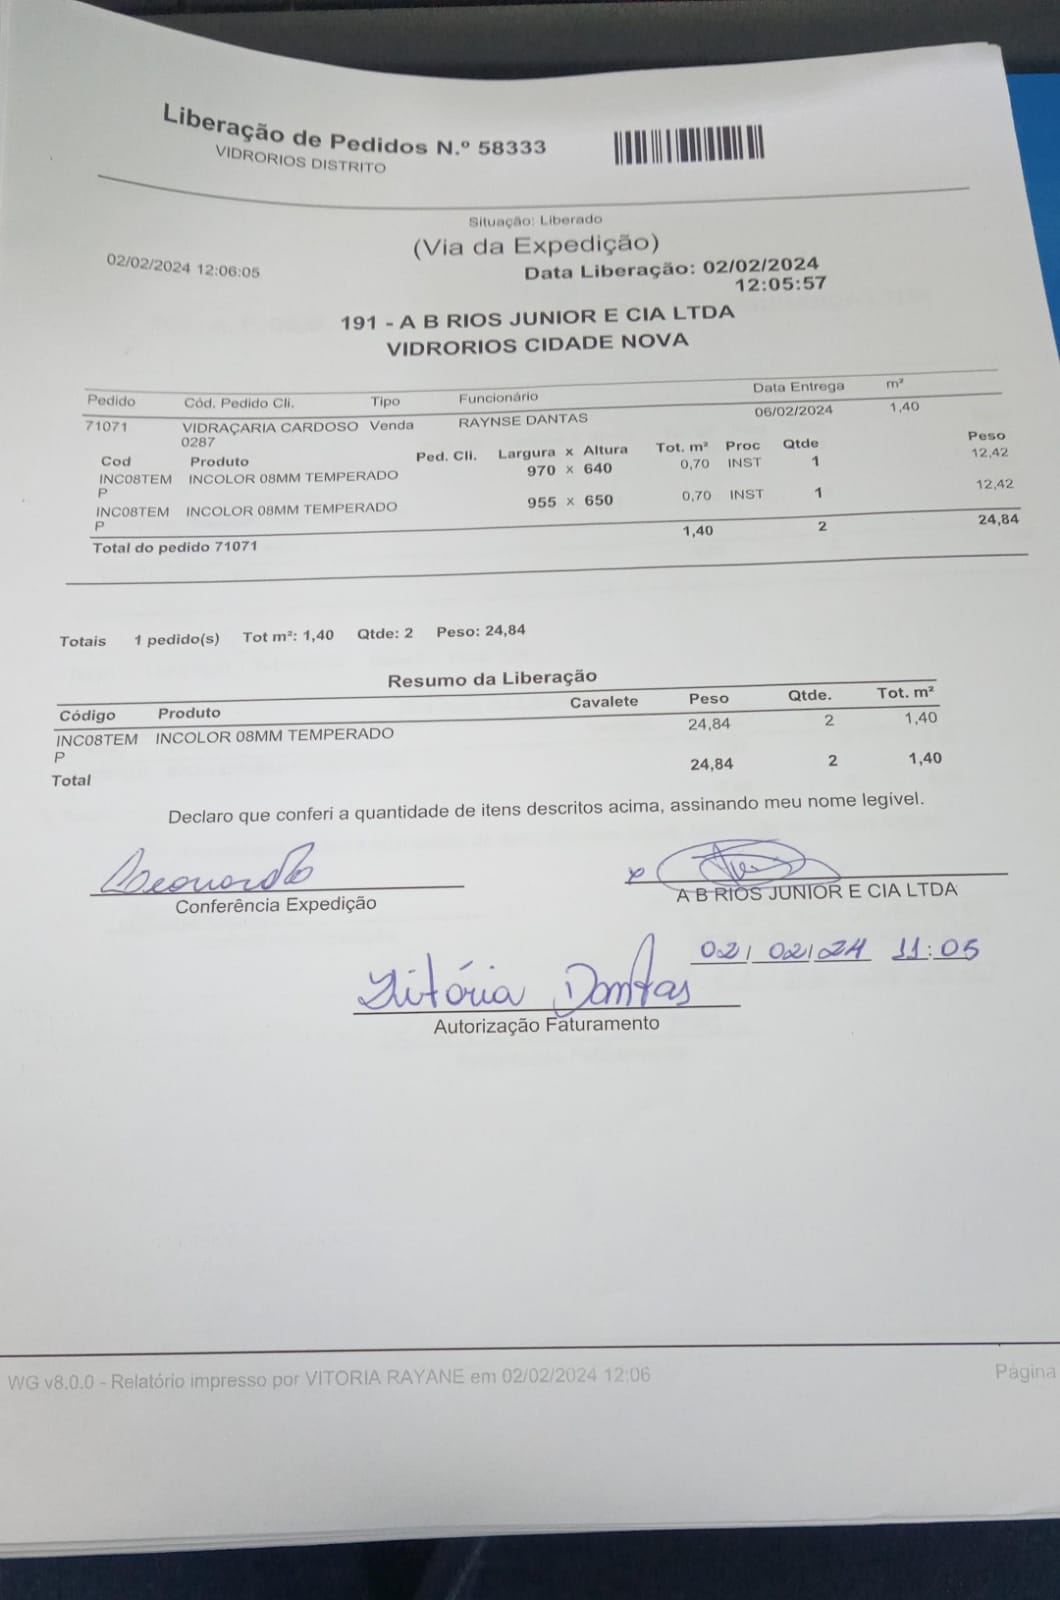 Liberação de Pedidos N.º 58333
VIDRORIOS DISTRITO
Situação: Liberado
(Via da Expedição)
02/02/2024 12:06:05
Data Liberação: 02/02/2024
12:05:57
191 - A B RIOS JUNIOR E CIA LTDA
VIDRORIOS CIDADE NOVA
Pedido Cód. Pedido Cli. Tipo Funcionário Data Entrega m²
71071 VIDRAÇARIA CARDOSO Venda RAYNSE DANTAS 06/02/2024 1,40
0287
Cod Produto Ped. Cli. Largura x Altura Tot. m² Proc Qtde Peso
INC08TEM INCOLOR 08MM TEMPERADO 970 x 640 0,70 INST 1 12,42
P
INC08TEM INCOLOR 08MM TEMPERADO 955 x 650 0,70 INST 1 12,42
P
Total do pedido 71071 1,40 2 24,84
Totais 1 pedido(s) Tot m²: 1,40 Qtde: 2 Peso: 24,84
Resumo da Liberação
Código Produto Cavalete Peso Qtde. Tot. m²
INC08TEM INCOLOR 08MM TEMPERADO 24,84 2 1,40
P
Total 24,84 2 1,40
Declaro que conferi a quantidade de itens descritos acima, assinando meu nome legível.
Leonardo
Conferência Expedição
A B RIOS JUNIOR E CIA LTDA
02/02/24 11:05
Vitória Dantas
Autorização Faturamento
WG v8.0.0 - Relatório impresso por VITORIA RAYANE em 02/02/2024 12:06
Página